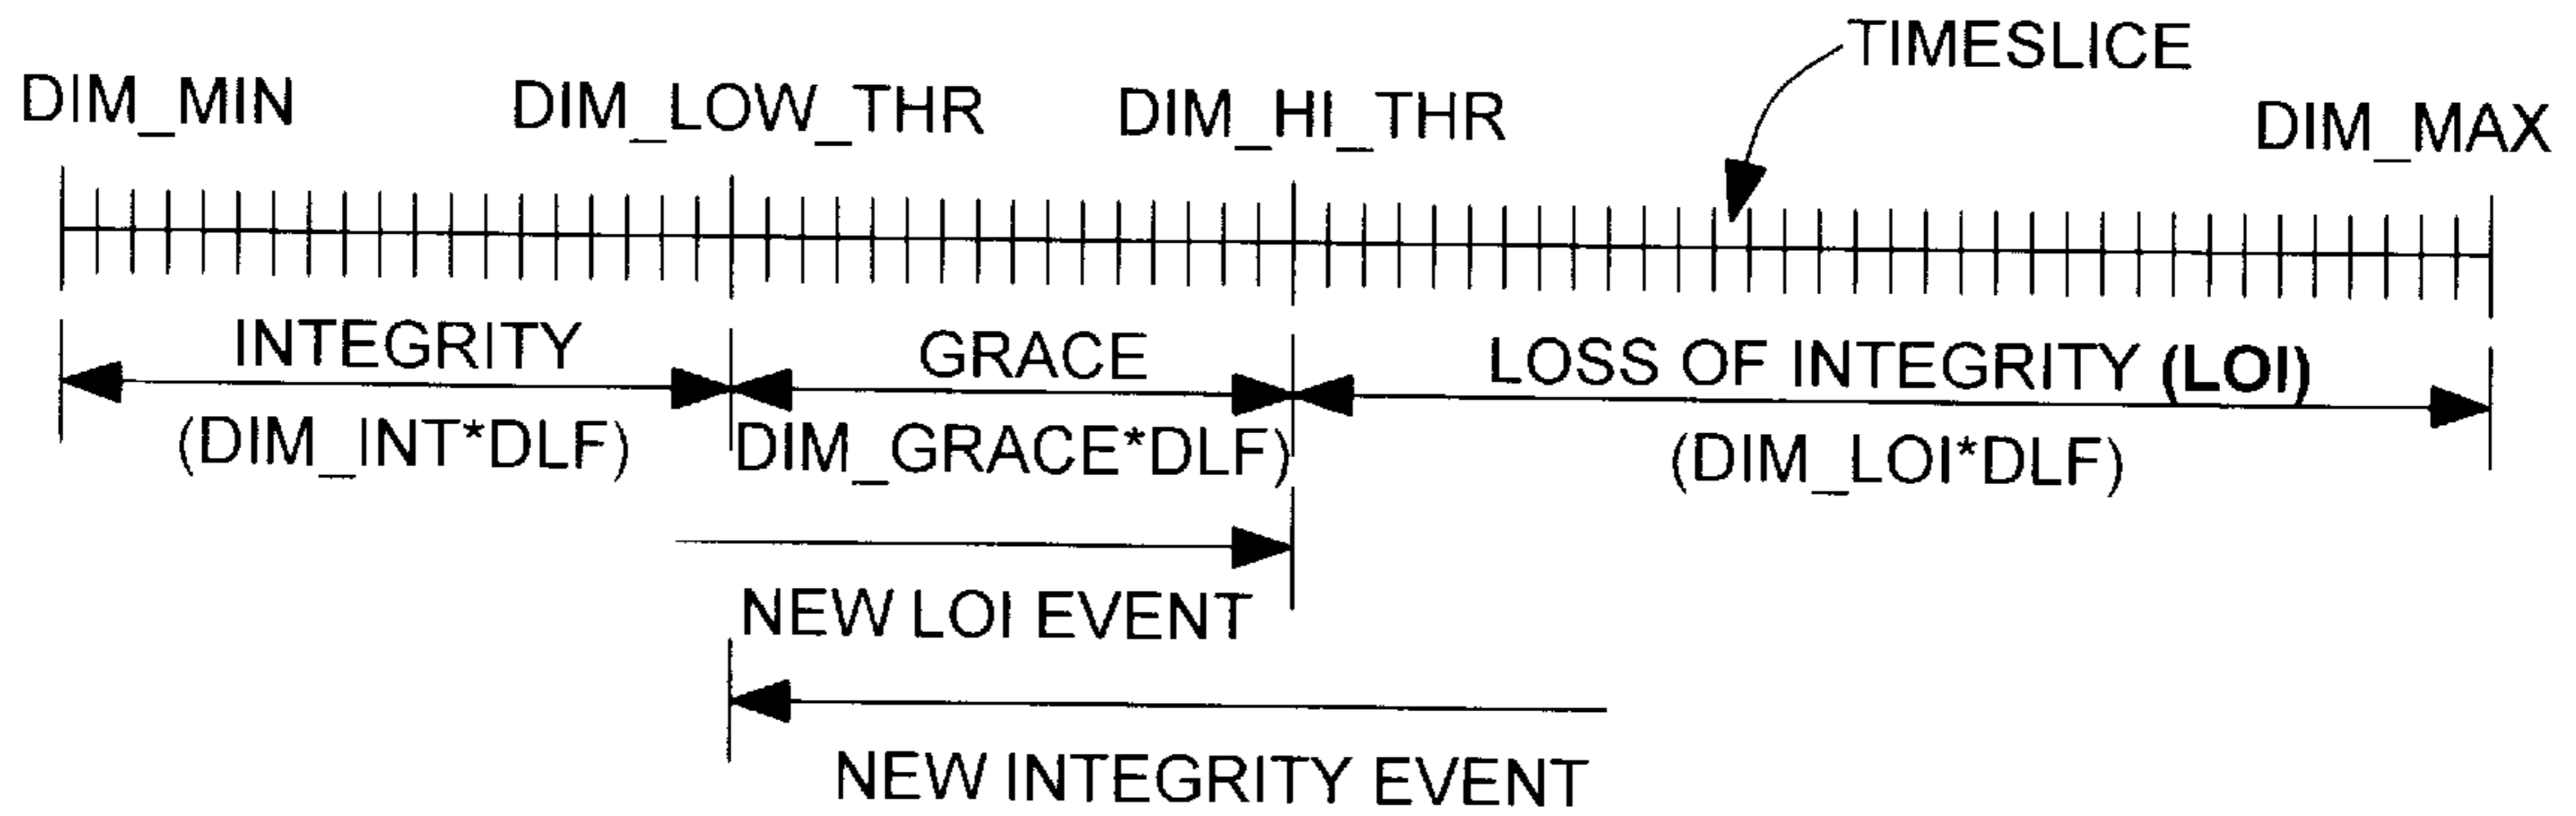 TIMESLICE
DIM_MIN
DIM_LOW_THR
DIM_HI_THR
DIM_MAX
INTEGRITY
GRACE
LOSS OF INTEGRITY (LOI)
(DIM_INT*DLF)
DIM_GRACE*DLF)
(DIM_LOI*DLF)
NEW LOI EVENT
NEW INTEGRITY EVENT